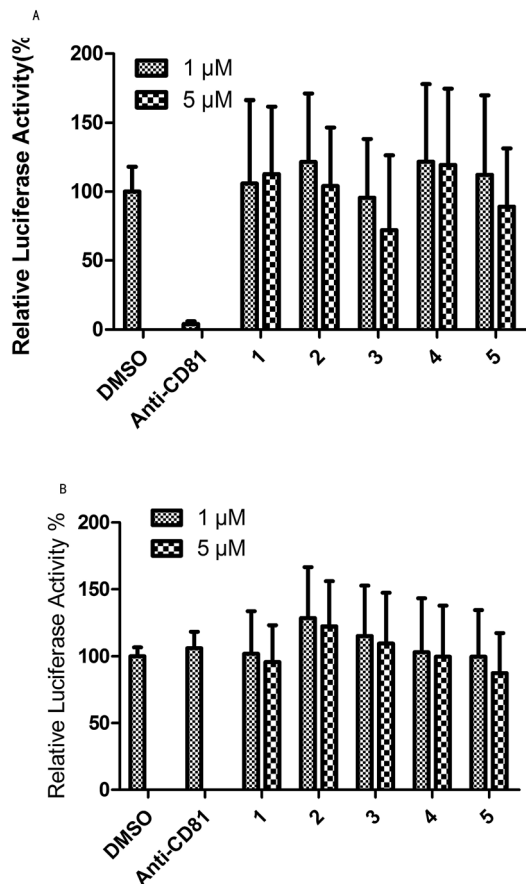 A
Relative Luciferase Activity(%
200
150
100
50
0
1 µM
5 µM
DMSO
Anti-CD81
1
2
3
4
5
B
Relative Luciferase Activity %
200
150
100
50
0
1 µM
5 µM
DMSO
Anti-CD81
1
2
3
4
5